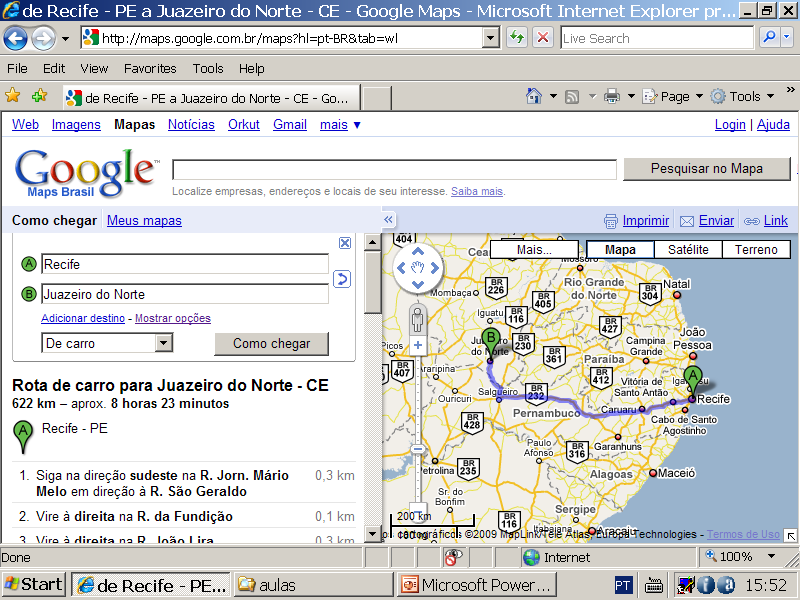 de Recife - PE a Juazeiro do Norte - CE - Google Maps - Microsoft Internet Explorer pr...
http://maps.google.com.br/maps?hl=pt-BR&tab=wl
Live Search
File Edit View Favorites Tools Help
de Recife - PE a Juazeiro do Norte - CE - Go...
Page Tools
Web Imagens Mapas Notícias Orkut Gmail mais ▼
Login | Ajuda
Google™
Maps Brasil
Pesquisar no Mapa
Localize empresas, endereços e locais de seu interesse. Saiba mais.
Como chegar Meus mapas
« Imprimir Enviar Link
A Recife
B Juazeiro do Norte
Adicionar destino - Mostrar opções
De carro Como chegar
Rota de carro para Juazeiro do Norte - CE
622 km – aprox. 8 horas 23 minutos
A Recife - PE
1. Siga na direção sudeste na R. Jorn. Mário Melo em direção à R. São Geraldo 0,3 km
2. Vire à direita na R. da Fundição 0,1 km
3. Vire à direita na R. João Lira 0,3 km
Mais... Mapa Satélite Terreno
404
Mossoró
Rio Grande
do Norte
Natal
BR 304
Mombaça
BR 226
BR 405
Iguatu
BR 116
BR 427
João
Pessoa
Campina
Grande
B
BR 230
BR 361
Paraíba
Picos
BR 407
Araripina
Ouricuri
Salgueiro
BR 232
BR 412
Vitória de
Santo Antão
A
Recife
Pernambuco
Caruaru
Cabo de Santo
Agostinho
BR 428
Garanhuns
Paulo
Afonso
BR 316
Petrolina
BR 235
Alagoas
Maceió
Sr. do
Bonfim
Sergipe
BR 116
Itabaiana
Aracaju
200 km
cartográficos ©2009 MapLink/Tele Atlas, Europa Technologies - Termos de Uso
Done Internet 100%
Start de Recife - PE... aulas Microsoft Power... PT 15:52